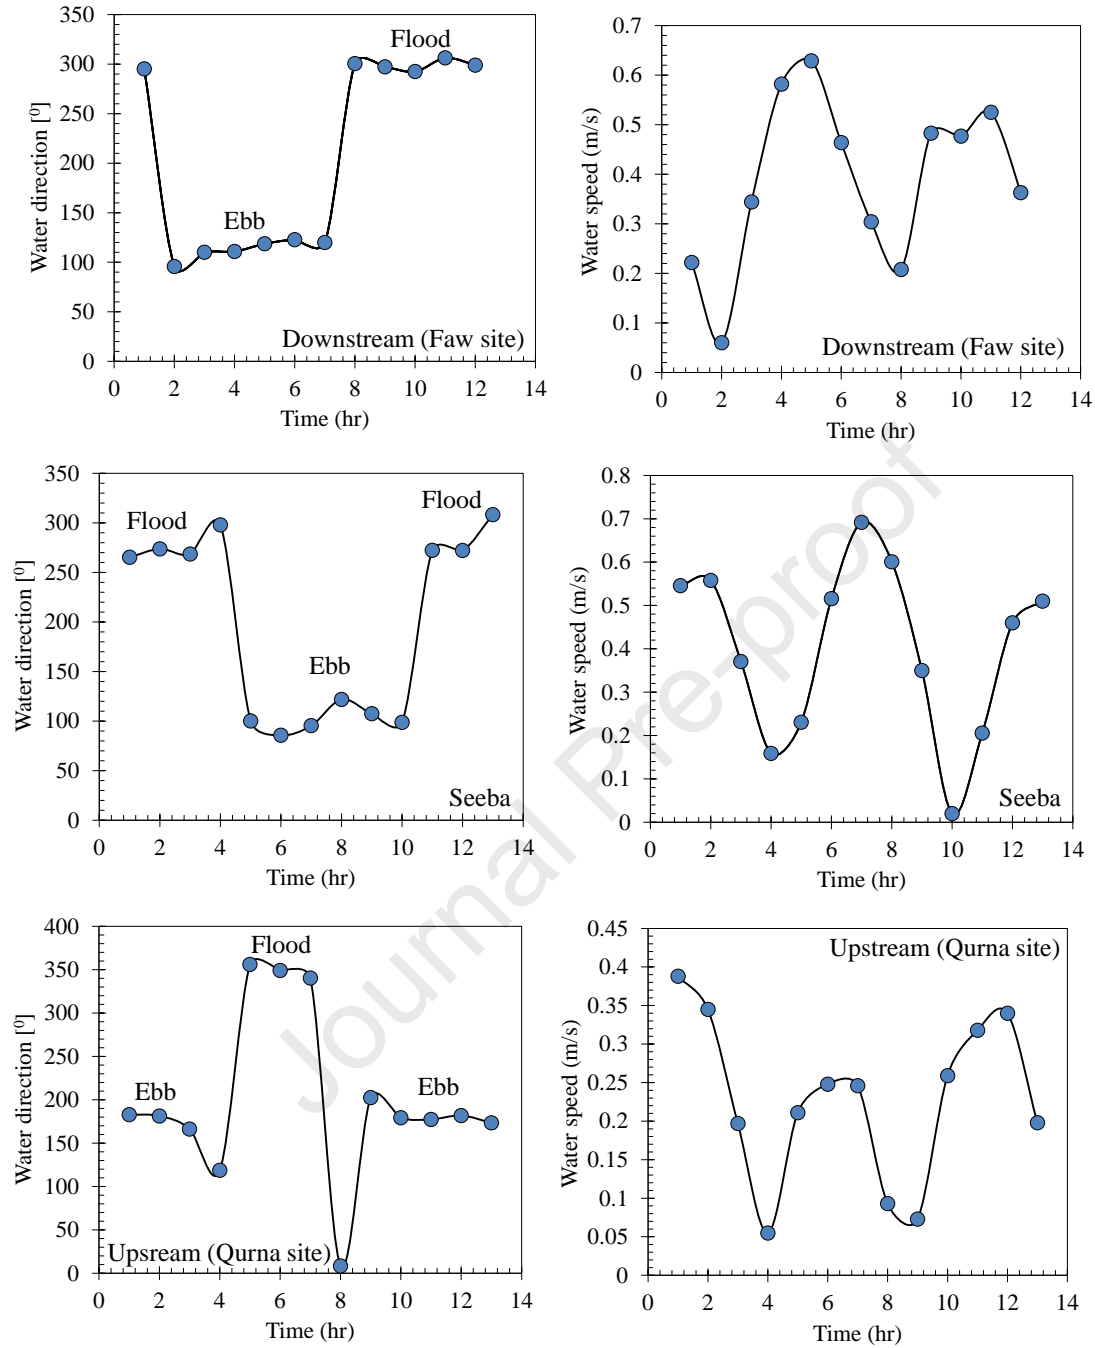 350
300
250
200
150
100
50
0
Water direction [⁰]
Flood
Ebb
Downstream (Faw site)
0 2 4 6 8 10 12 14
Time (hr)
0.7
0.6
0.5
0.4
0.3
0.2
0.1
0
Water speed (m/s)
Downstream (Faw site)
0 2 4 6 8 10 12 14
Time (hr)
350
300
250
200
150
100
50
0
Water direction [⁰]
Flood
Flood
Ebb
Seeba
0 2 4 6 8 10 12 14
Time (hr)
0.8
0.7
0.6
0.5
0.4
0.3
0.2
0.1
0
Water speed (m/s)
Seeba
0 2 4 6 8 10 12 14
Time (hr)
400
350
300
250
200
150
100
50
0
Water direction [⁰]
Flood
Ebb
Ebb
Upsream (Qurna site)
0 2 4 6 8 10 12 14
Time (hr)
0.45
0.4
0.35
0.3
0.25
0.2
0.15
0.1
0.05
0
Water speed (m/s)
Upstream (Qurna site)
0 2 4 6 8 10 12 14
Time (hr)
Journal Pre-proof